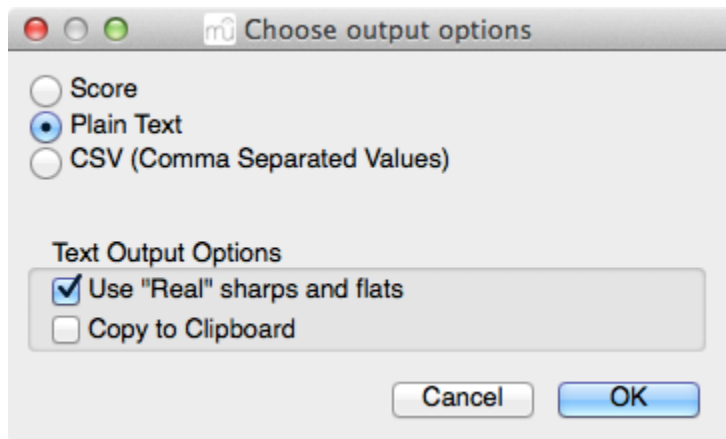 Choose output options
Score
Plain Text
CSV (Comma Separated Values)
Text Output Options
Use "Real" sharps and flats
Copy to Clipboard
Cancel OK